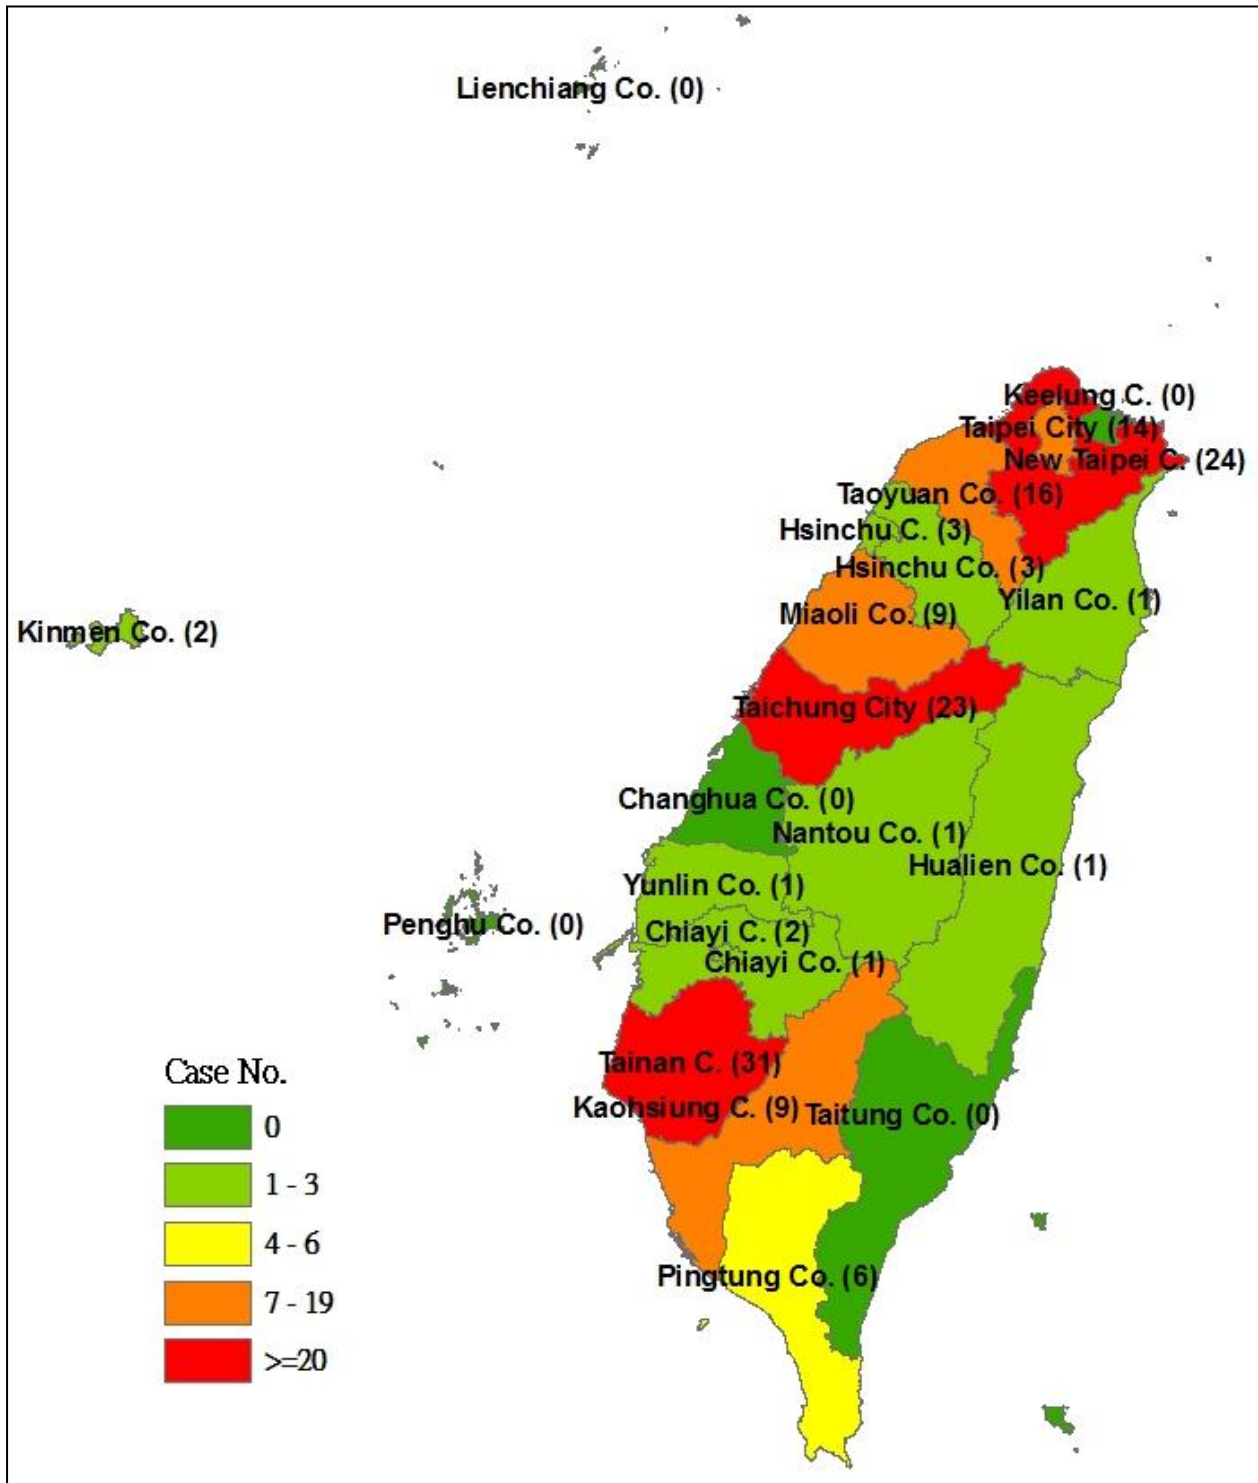 Lienchiang Co. (0)
Keelung C. (0)
Taipei City (14)
New Taipei C. (24)
Taoyuan Co. (16)
Hsinchu C. (3)
Hsinchu Co. (3)
Yilan Co. (1)
Miaoli Co. (9)
Kinmen Co. (2)
Taichung City (23)
Changhua Co. (0)
Nantou Co. (1)
Hualien Co. (1)
Yunlin Co. (1)
Penghu Co. (0)
Chiayi C. (2)
Chiayi Co. (1)
Tainan C. (31)
Kaohsiung C. (9)
Taitung Co. (0)
Pingtung Co. (6)
Case No.
0
1 - 3
4 - 6
7 - 19
>=20